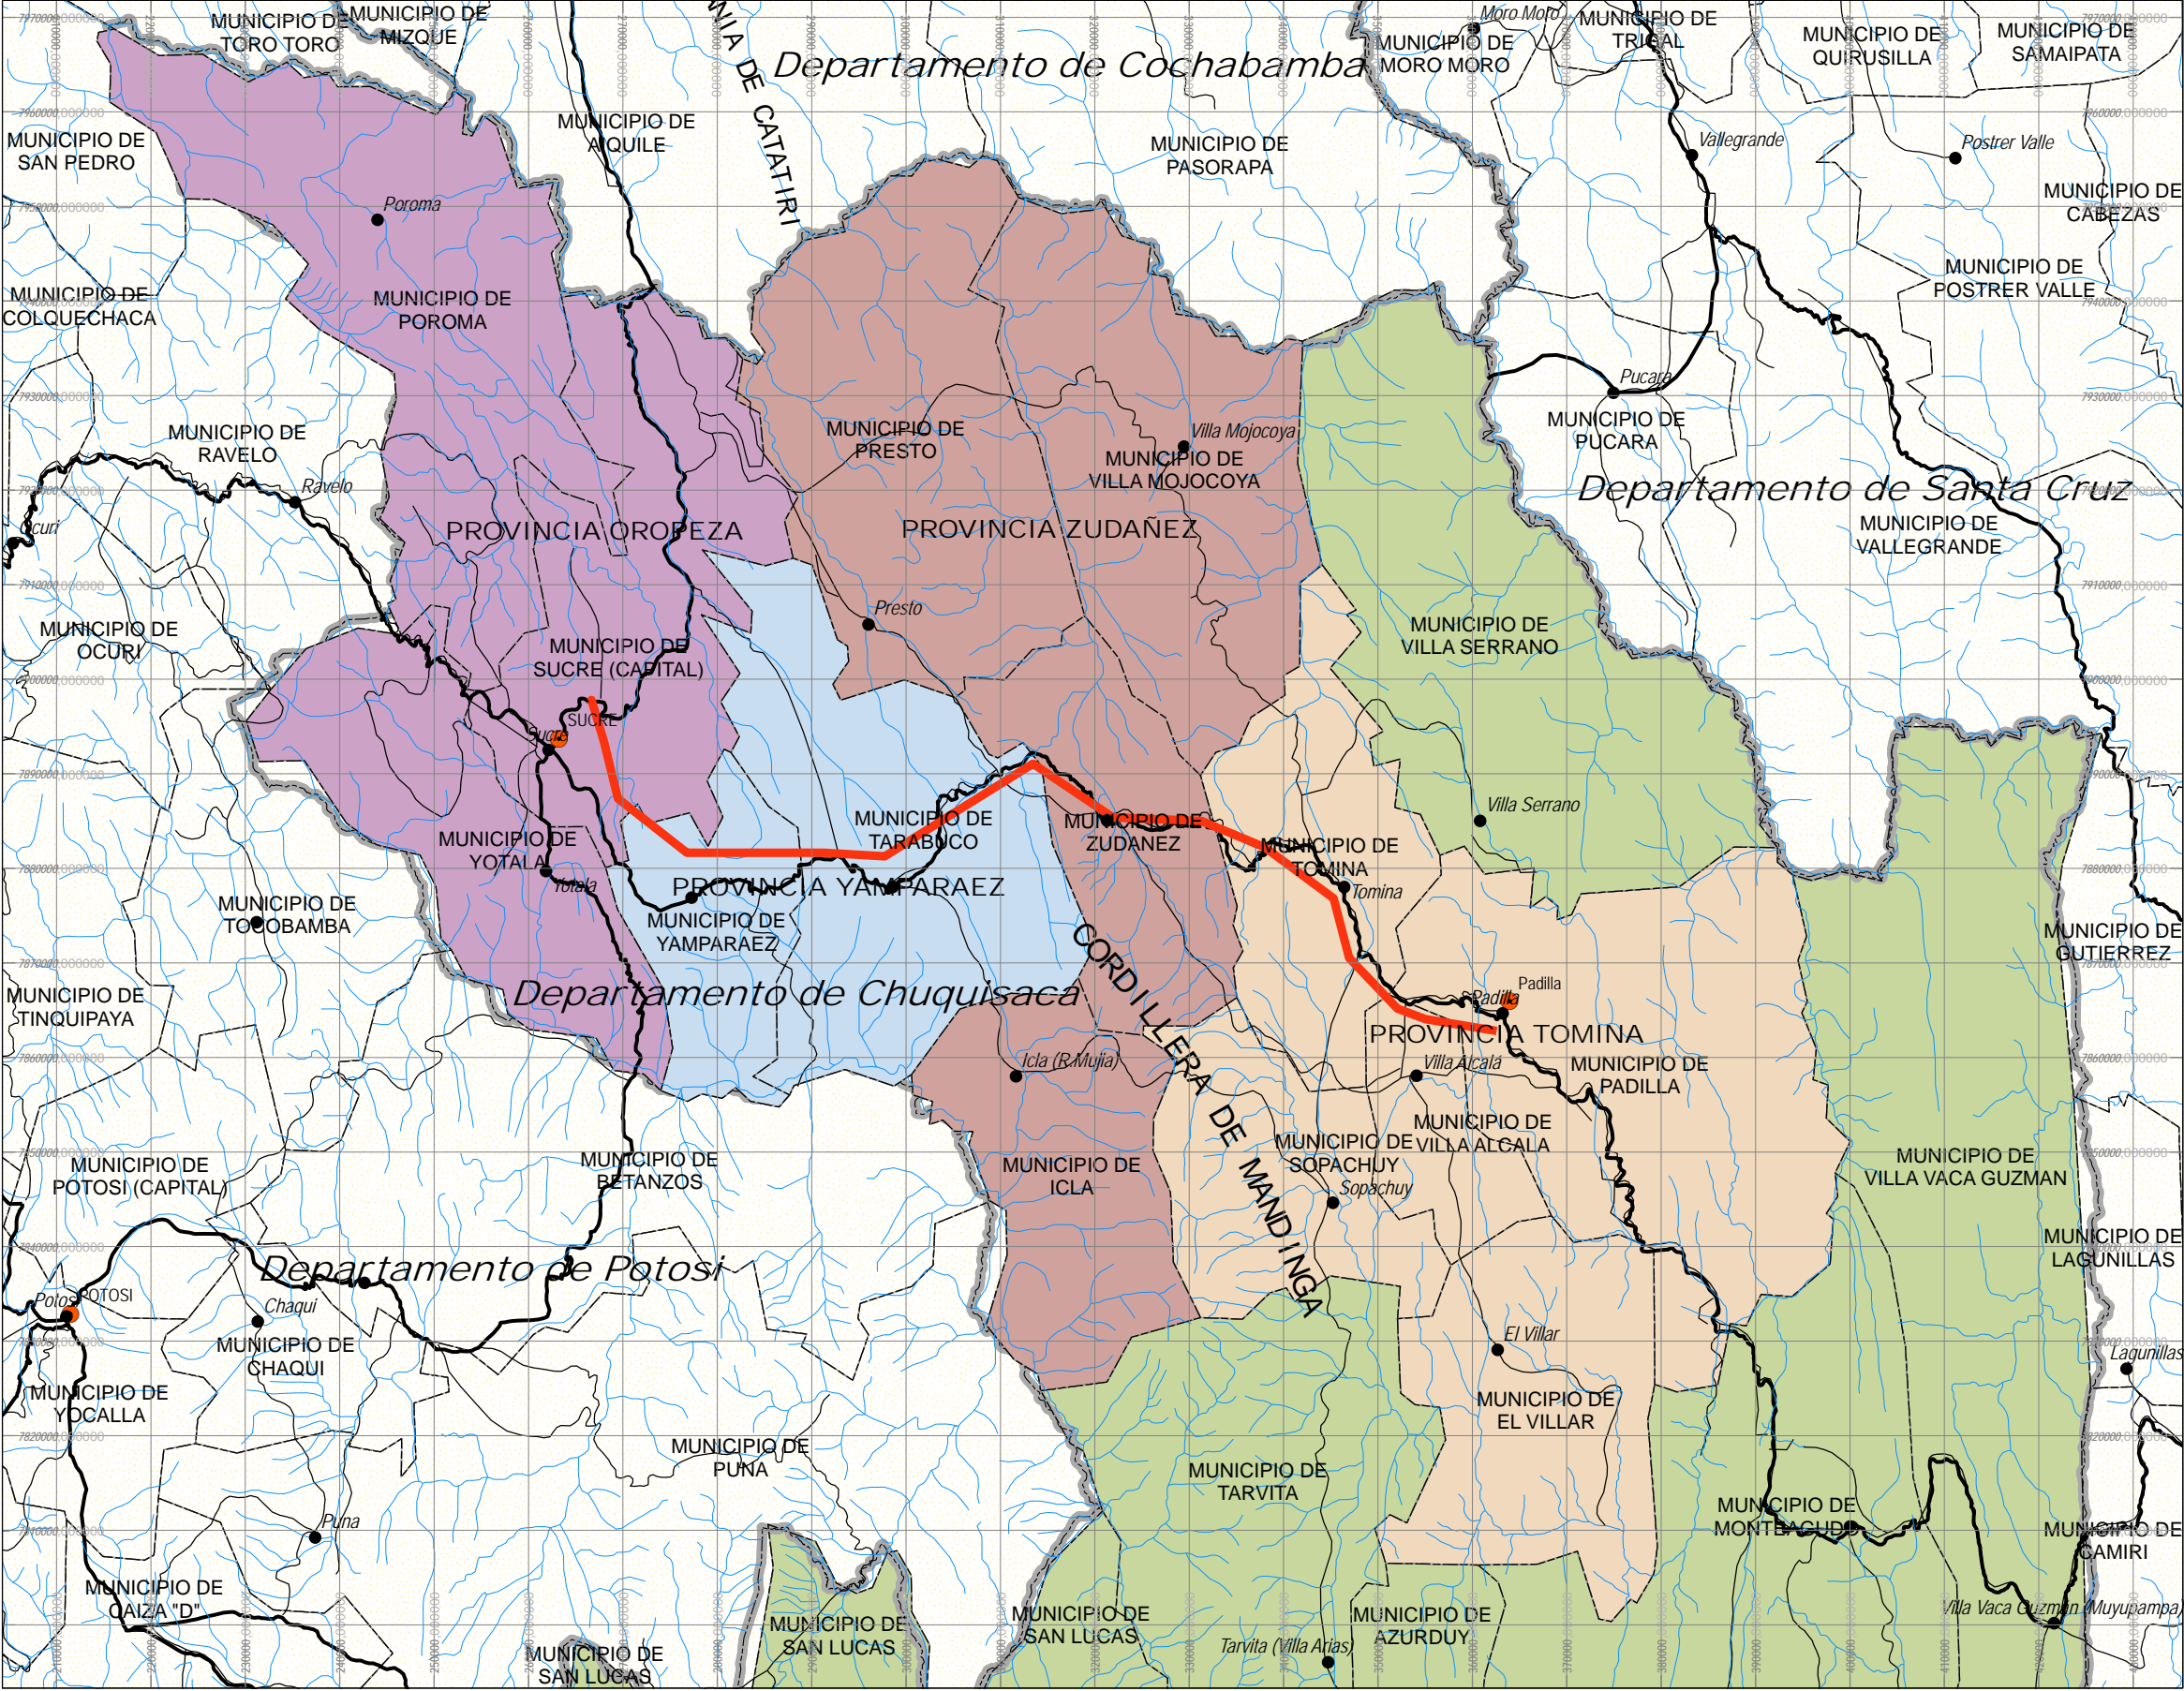 MUNICIPIO DE
TORO TORO
MUNICIPIO DE
MIZQUE
Departamento de Cochabamba
Moro Moro
MUNICIPIO DE
MORO MORO
MUNICIPIO DE
TRIGAL
MUNICIPIO DE
QUIRUSILLA
MUNICIPIO DE
SAMAIPATA
MUNICIPIO DE
SAN PEDRO
MUNICIPIO DE
AIQUILE
DE CATATIRI
MUNICIPIO DE
PASORAPA
Vallegrande
Postrer Valle
MUNICIPIO DE
CABEZAS
Poroma
MUNICIPIO DE
COLQUECHACA
MUNICIPIO DE
POROMA
MUNICIPIO DE
POSTRER VALLE
Pucara
MUNICIPIO DE
PUCARA
MUNICIPIO DE
RAVELO
Ravelo
Ocuri
MUNICIPIO DE
PRESTO
Villa Mojocoya
MUNICIPIO DE
VILLA MOJOCOYA
Departamento de Santa Cruz
PROVINCIA OROPEZA
PROVINCIA ZUDAÑEZ
MUNICIPIO DE
VALLEGRANDE
Presto
MUNICIPIO DE
OCURI
MUNICIPIO DE
SUCRE (CAPITAL)
MUNICIPIO DE
VILLA SERRANO
SUCRE
Sucre
Villa Serrano
MUNICIPIO DE
YOTALA
Yotala
MUNICIPIO DE
TARABUCO
MUNICIPIO DE
ZUDANEZ
MUNICIPIO DE
TOMINA
Tomina
PROVINCIA YAMPARAEZ
MUNICIPIO DE
YAMPARAEZ
MUNICIPIO DE
TOCOBAMBA
MUNICIPIO DE
GUTIERREZ
CORDILLERA DE MANDINGA
Departamento de Chuquisaca
MUNICIPIO DE
TINQUIPAYA
Padilla
Padilla
PROVINCIA TOMINA
Icla (R.Mujia)
Villa Alcalá
MUNICIPIO DE
PADILLA
MUNICIPIO DE
VILLA ALCALA
MUNICIPIO DE
SOPACHUY
Sopachuy
MUNICIPIO DE
POTOSI (CAPITAL)
MUNICIPIO DE
BETANZOS
MUNICIPIO DE
ICLA
MUNICIPIO DE
VILLA VACA GUZMAN
MUNICIPIO DE
LAGUNILLAS
Departamento de Potosi
Potosi
POTOSI
Chaqui
MUNICIPIO DE
CHAQUI
El Villar
Lagunillas
MUNICIPIO DE
YOCALLA
MUNICIPIO DE
EL VILLAR
MUNICIPIO DE
PUNA
MUNICIPIO DE
TARVITA
Puna
MUNICIPIO DE
MONTEAGUDO
MUNICIPIO DE
CAMIRI
MUNICIPIO DE
CAIZA "D"
MUNICIPIO DE
SAN LUCAS
MUNICIPIO DE
SAN LUCAS
MUNICIPIO DE
SAN LUCAS
MUNICIPIO DE
AZURDUY
Tarvita (Villa Arias)
Villa Vaca Guzmán (Muyupampa)